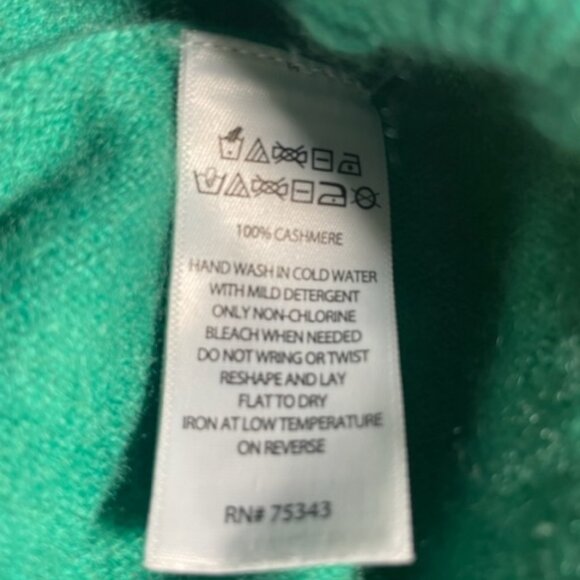 100% CASHMERE
HAND WASH IN COLD WATER
WITH MILD DETERGENT
ONLY NON-CHLORINE
BLEACH WHEN NEEDED
DO NOT WRING OR TWIST
RESHAPE AND LAY
FLAT TO DRY
IRON AT LOW TEMPERATURE
ON REVERSE
RN# 75343